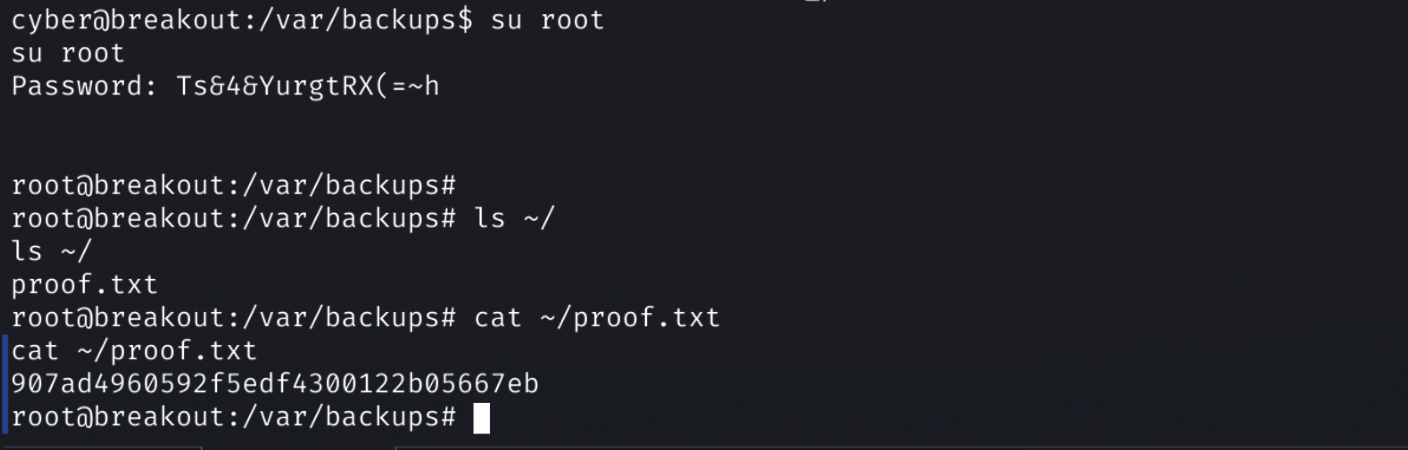 cyber@breakout:/var/backups$ su root
su root
Password: Ts&4&YurgtRX(=~h
root@breakout:/var/backups#
root@breakout:/var/backups# ls ~/
ls ~/
proof.txt
root@breakout:/var/backups# cat ~/proof.txt
cat ~/proof.txt
907ad4960592f5edf4300122b05667eb
root@breakout:/var/backups#